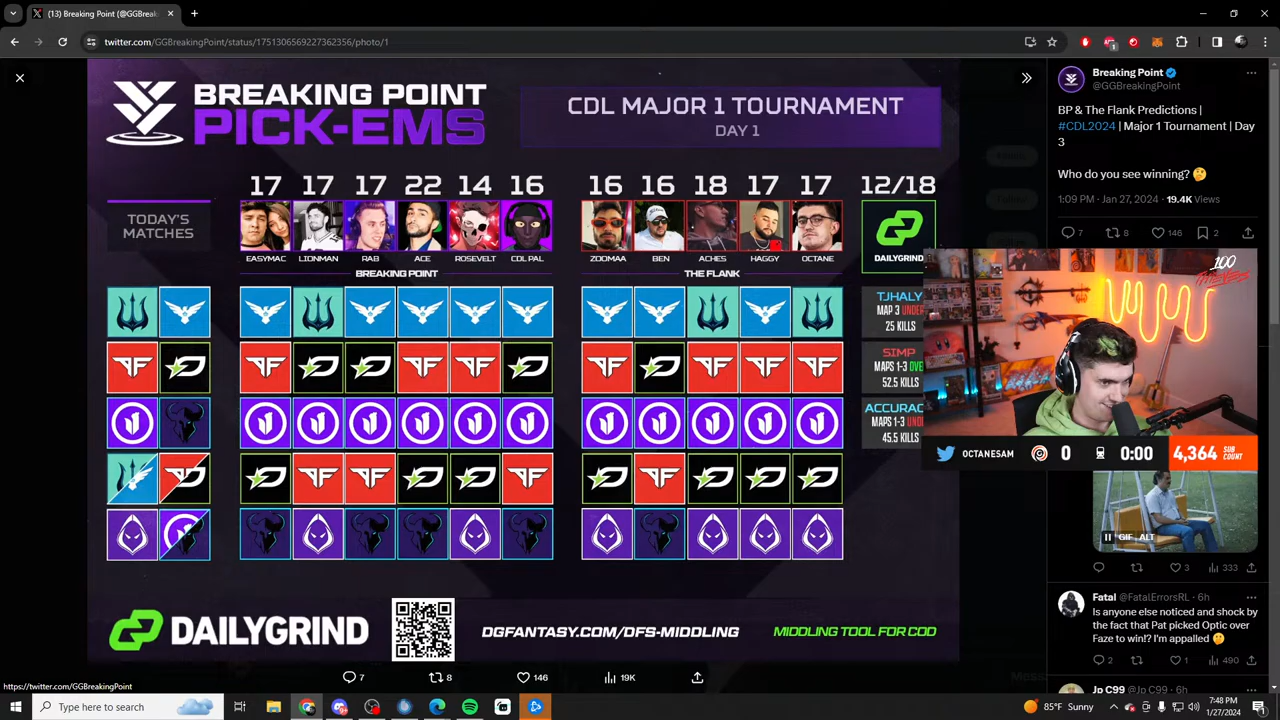 (13) Breaking Point (@GGBreak
twitter.com/GGBreakingPoint/status/1751306569227362356/photo/1
BREAKING POINT
PICK-EMS
CDL MAJOR 1 TOURNAMENT
DAY 1
TODAY'S
MATCHES
17 17 17 22 14 16 16 16 18 17 17 12/18
DAILYGRIND
EASYMAC LIONMAN RAB ACE ROSEVELT CDL PAL ZOOMAA BEN ACHES HAGGY OCTANE
BREAKING POINT THE FLANK
TJHALY
MAP 3 UNDE
25 KILLS
SIMP
MAPS 1-3 OVE
52.5 KILLS
ACCURAC
MAPS 1-3 UND
45.5 KILLS
DAILYGRIND
DGFANTASY.COM/DFS-MIDDLING
MIDDLING TOOL FOR COD
7 8 146 19K
https://twitter.com/GGBreakingPoint
Breaking Point
@GGBreakingPoint
BP & The Flank Predictions |
#CDL2024 | Major 1 Tournament | Day
3
Who do you see winning?
1:09 PM · Jan 27, 2024 · 19.4K Views
7 8 146 2
100
THIEVES
OCTANESAM 0 0:00 4,364 SUB
COUNT
GIF ALT
3 333
Fatal @FatalErrorsRL · 6h
Is anyone else noticed and shock by
the fact that Pat picked Optic over
Faze to win!? I'm appalled
2 1 490
Jp C99 @Jp_C99 · 6h
Type here to search
85°F Sunny
7:48 PM
1/27/2024